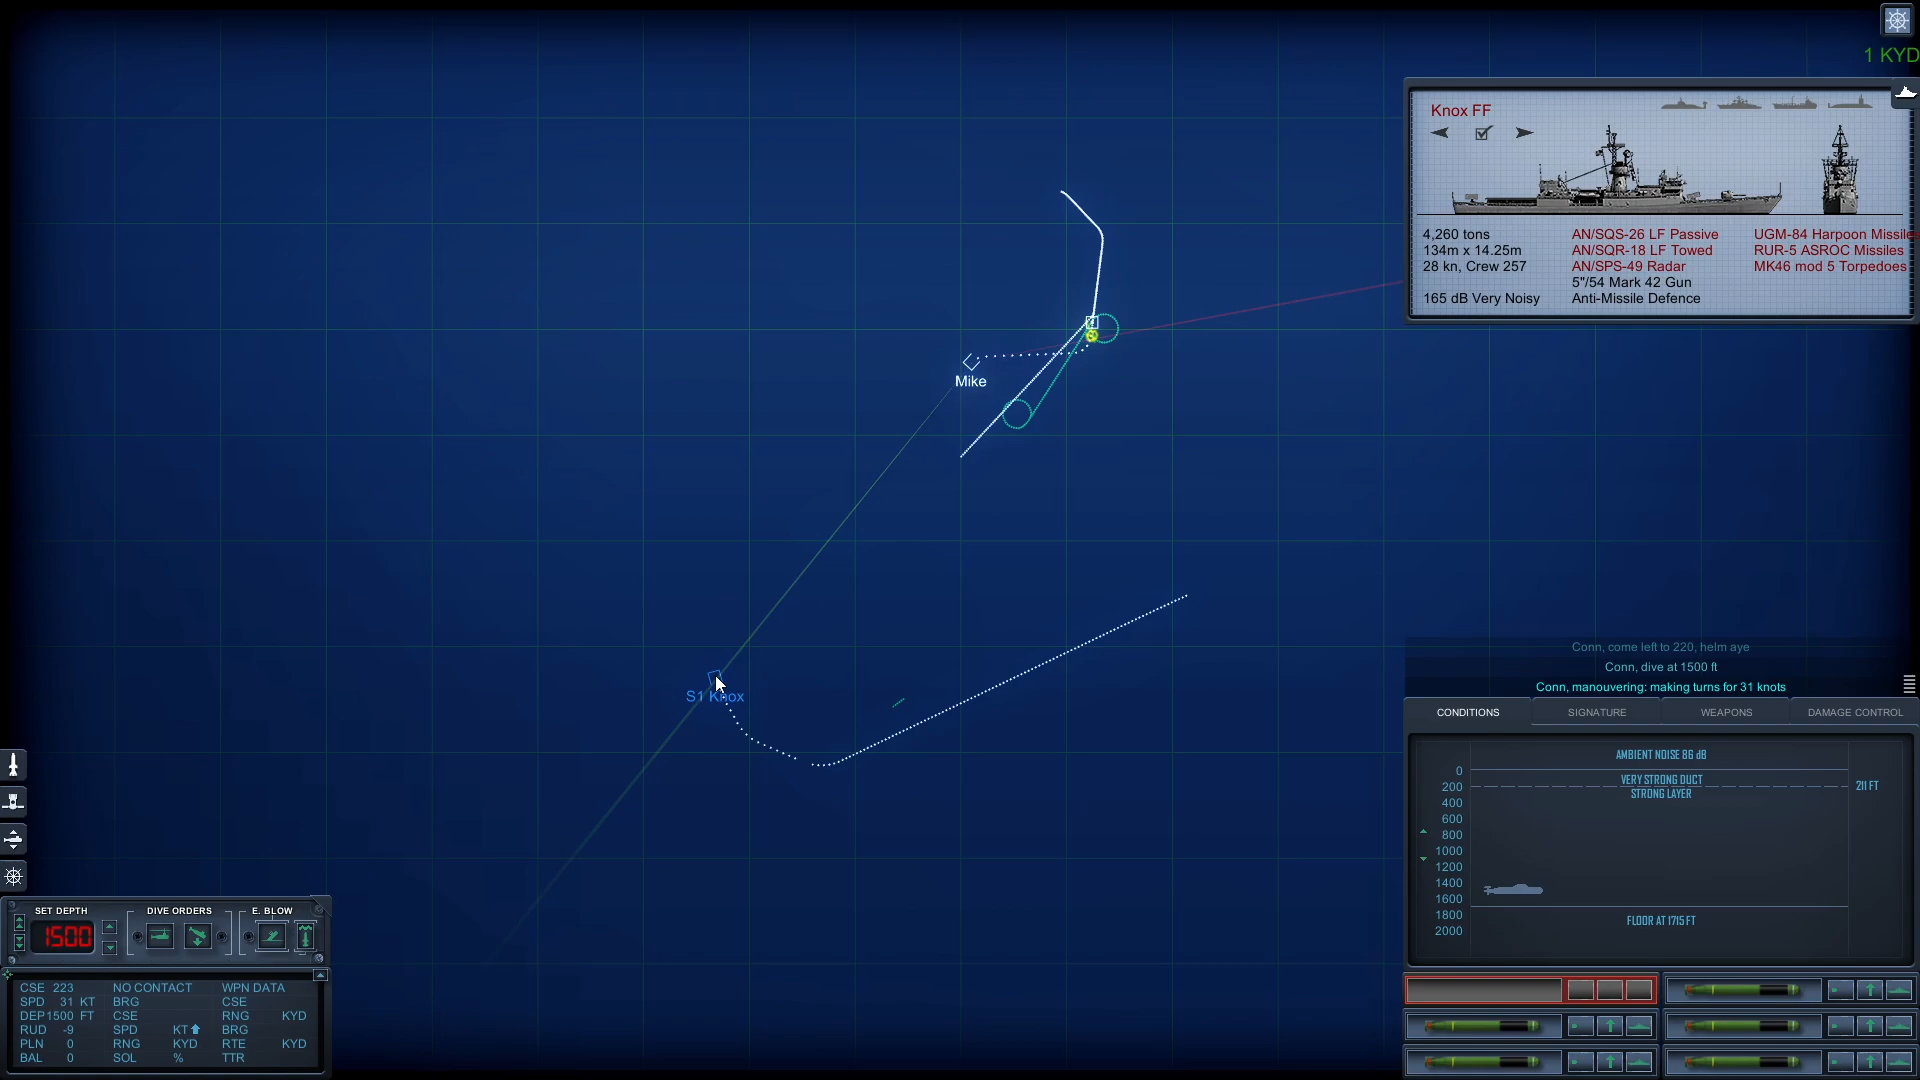 1 KYD
Knox FF
4,260 tons
134m x 14.25m
28 kn, Crew 257
165 dB Very Noisy
AN/SQS-26 LF Passive
AN/SQR-18 LF Towed
AN/SPS-49 Radar
5"/54 Mark 42 Gun
Anti-Missile Defence
UGM-84 Harpoon Missiles
RUR-5 ASROC Missiles
MK46 mod 5 Torpedoes
Mike
S1 Knox
Conn, come left to 220, helm aye
Conn, dive at 1500 ft
Conn, manouvering: making turns for 31 knots
CONDITIONS SIGNATURE WEAPONS DAMAGE CONTROL
AMBIENT NOISE 86 dB
0
VERY STRONG DUCT
200 211 FT
STRONG LAYER
400
600
800
1000
1200
1400
1600
1800
FLOOR AT 1715 FT
2000
SET DEPTH DIVE ORDERS E. BLOW
1500
CSE 223 NO CONTACT WPN DATA
SPD 31 KT BRG CSE
DEP 1500 FT CSE RNG KYD
RUD -9 SPD KT BRG
PLN 0 RNG KYD RTE KYD
BAL 0 SOL % TTR